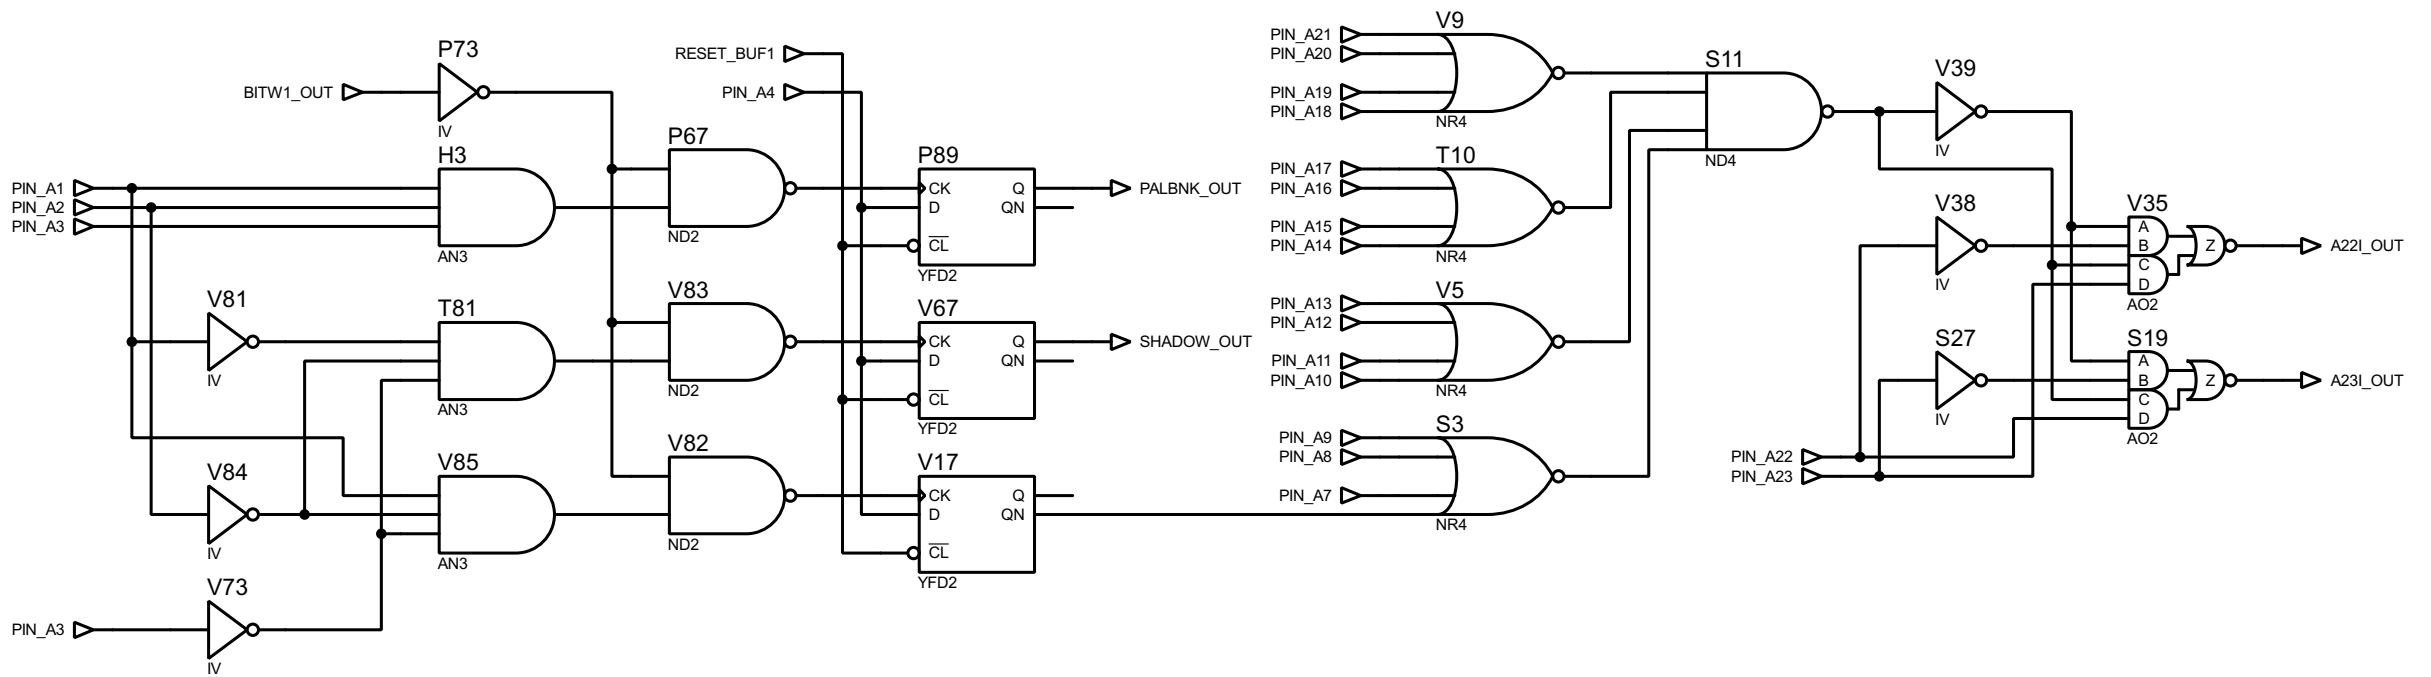 P73
BITW1_OUT
IV
RESET_BUF1
PIN_A4
H3
PIN_A1
PIN_A2
PIN_A3
AN3
P67
ND2
P89
CK
D
CL
Q
QN
YFD2
PALBNK_OUT
V81
IV
T81
AN3
V83
ND2
V67
CK
D
CL
Q
QN
YFD2
SHADOW_OUT
V84
IV
V85
AN3
V82
ND2
V17
CK
D
CL
Q
QN
YFD2
V73
PIN_A3
IV
V9
PIN_A21
PIN_A20
PIN_A19
PIN_A18
NR4
T10
PIN_A17
PIN_A16
PIN_A15
PIN_A14
NR4
V5
PIN_A13
PIN_A12
PIN_A11
PIN_A10
NR4
S3
PIN_A9
PIN_A8
PIN_A7
NR4
S11
ND4
V39
IV
V38
IV
V35
A
B
C
D
Z
AO2
A22I_OUT
S27
IV
S19
A
B
C
D
Z
AO2
A23I_OUT
PIN_A22
PIN_A23